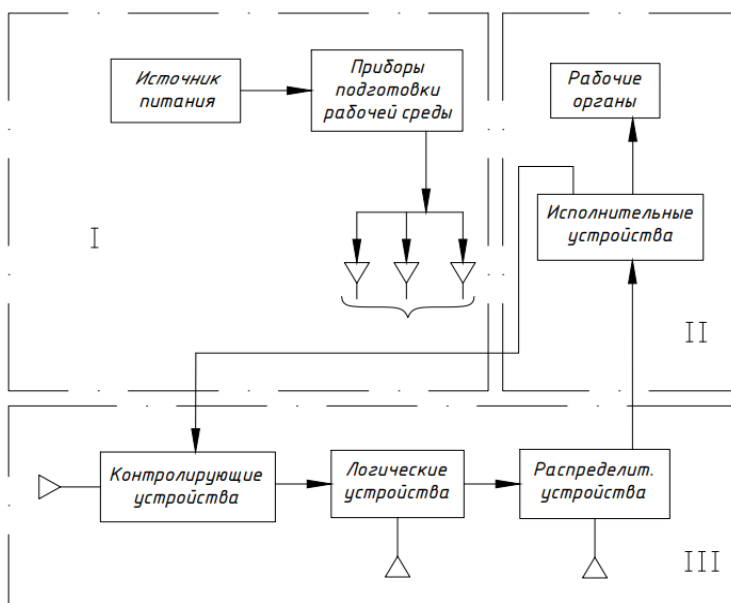 Источник
питания
Приборы
подготовки
рабочей среды
I
Рабочие
органы
Исполнительные
устройства
II
Контролирующие
устройства
Логические
устройства
Распределит.
устройства
III